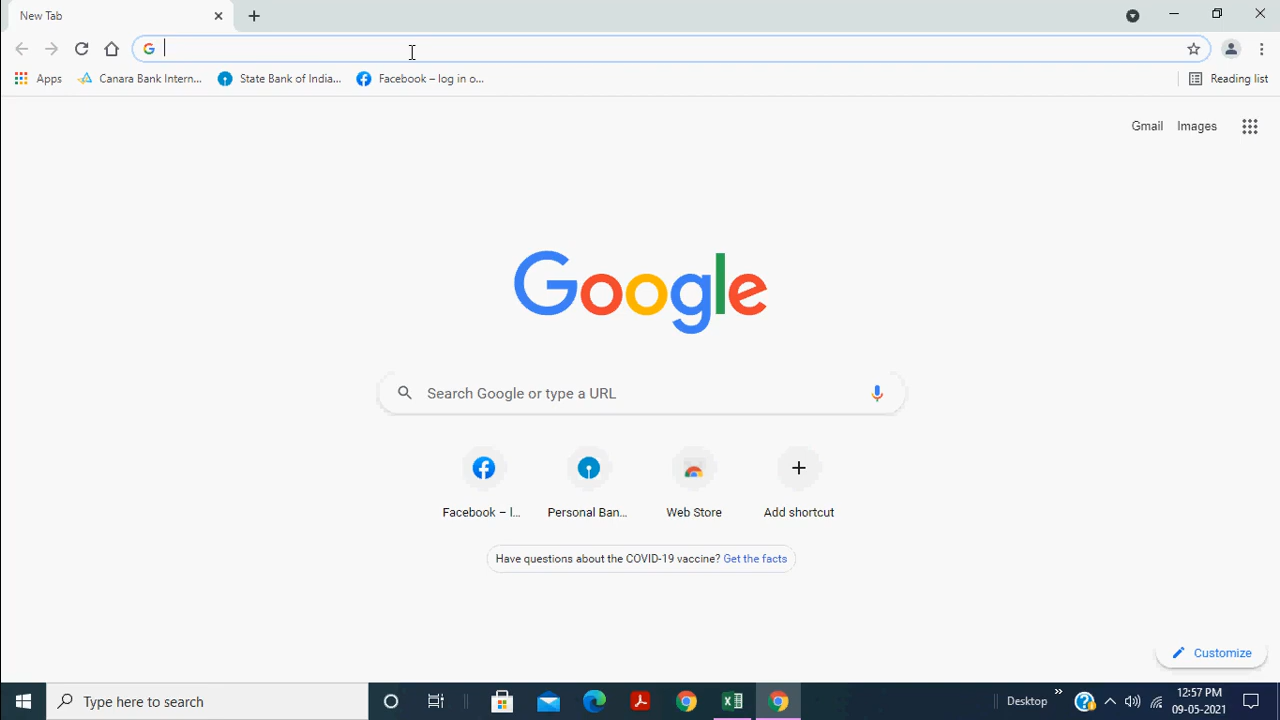 New Tab
Apps Canara Bank Intern... State Bank of India... Facebook – log in o... Reading list
Gmail Images
Google
Search Google or type a URL
Facebook – l... Personal Ban... Web Store Add shortcut
Have questions about the COVID-19 vaccine? Get the facts
Customize
Type here to search Desktop 12:57 PM
09-05-2021